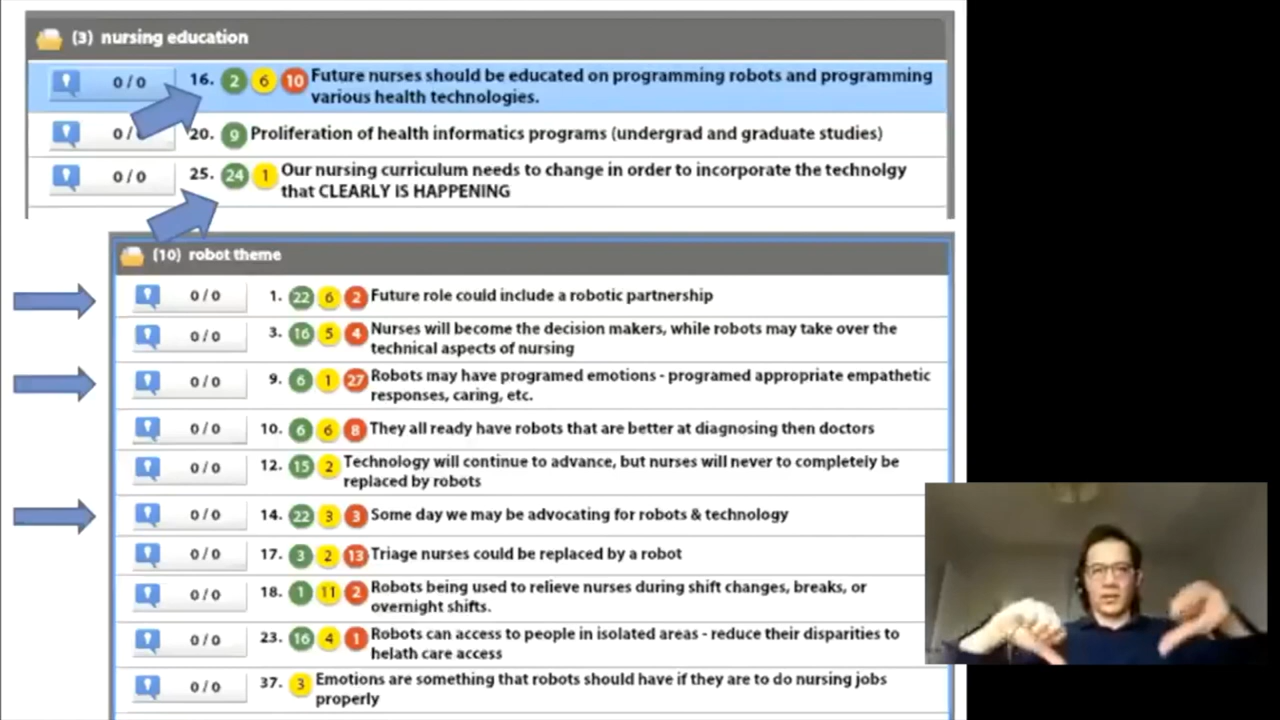 (3) nursing education
0 / 0 16. 2 6 10 Future nurses should be educated on programming robots and programming
various health technologies.
0/ 20. 9 Proliferation of health informatics programs (undergrad and graduate studies)
0 / 0 25. 24 1 Our nursing curriculum needs to change in order to incorporate the technolgy
that CLEARLY IS HAPPENING
(10) robot theme
0 / 0 1. 22 6 2 Future role could include a robotic partnership
0 / 0 3. 16 5 4 Nurses will become the decision makers, while robots may take over the
technical aspects of nursing
0 / 0 9. 6 1 27 Robots may have programed emotions - programed appropriate empathetic
responses, caring, etc.
0 / 0 10. 6 6 8 They all ready have robots that are better at diagnosing then doctors
0 / 0 12. 15 2 Technology will continue to advance, but nurses will never to completely be
replaced by robots
0 / 0 14. 22 3 3 Some day we may be advocating for robots & technology
0 / 0 17. 3 2 13 Triage nurses could be replaced by a robot
0 / 0 18. 1 11 2 Robots being used to relieve nurses during shift changes, breaks, or
overnight shifts.
0 / 0 23. 16 4 1 Robots can access to people in isolated areas - reduce their disparities to
helath care access
0 / 0 37. 3 Emotions are something that robots should have if they are to do nursing jobs
properly